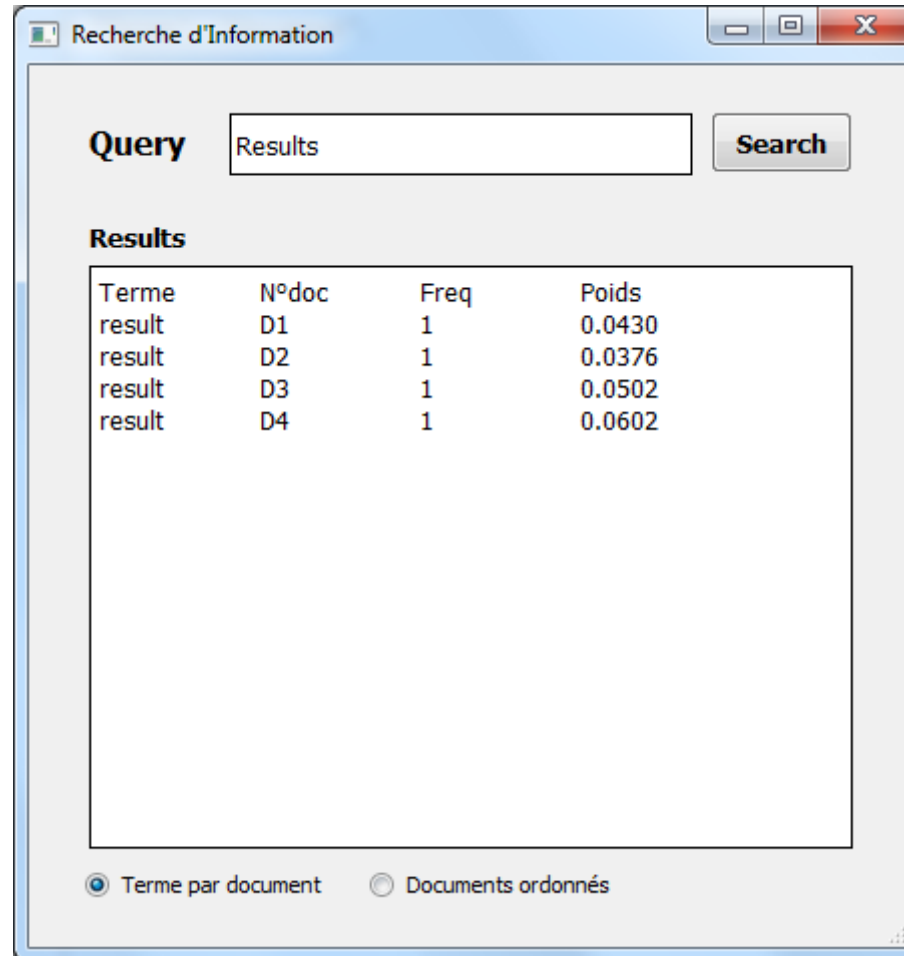 Recherche d'Information
Query Results Search
Results
Terme N°doc Freq Poids
result D1 1 0.0430
result D2 1 0.0376
result D3 1 0.0502
result D4 1 0.0602
Terme par document Documents ordonnés